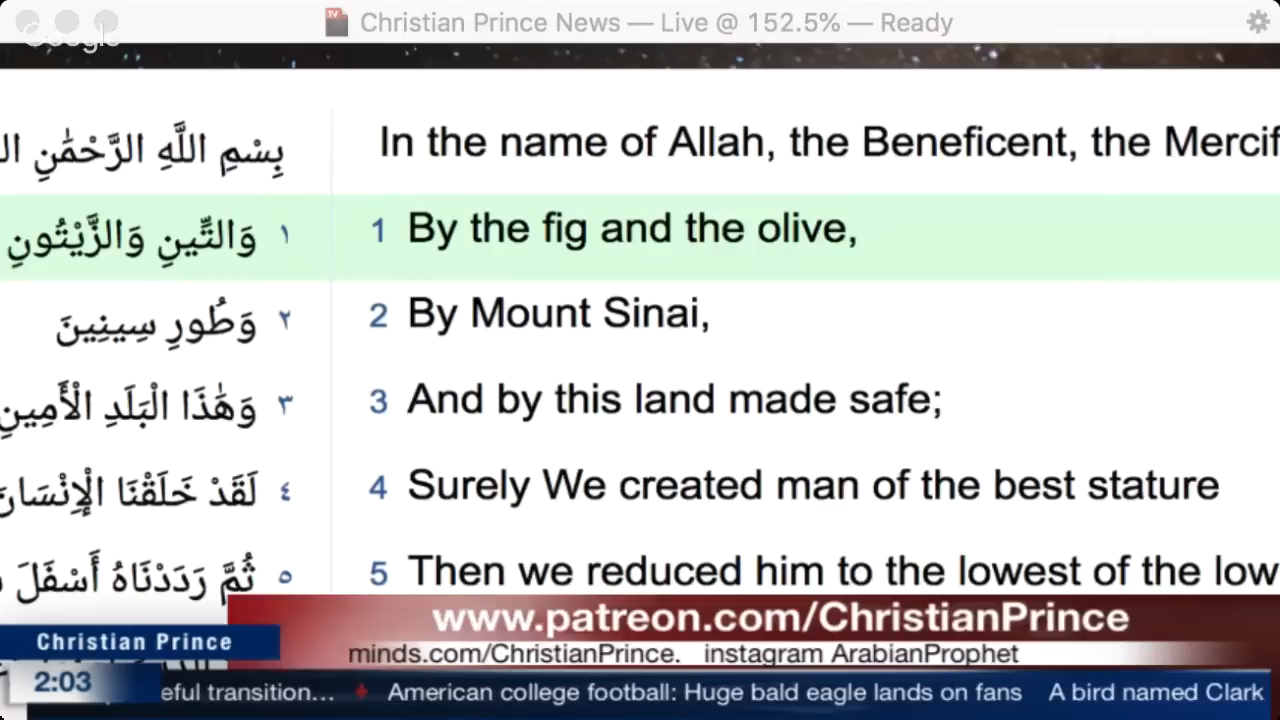 Christian Prince News — Live @ 152.5% — Ready
Google
بِسْمِ اللَّهِ الرَّحْمَٰنِ
In the name of Allah, the Beneficent, the
١ وَالتِّينِ وَالزَّيْتُونِ
1 By the fig and the olive,
٢ وَطُورِ سِينِينَ
2 By Mount Sinai,
٣ وَهَٰذَا الْبَلَدِ الْأَمِينِ
3 And by this land made safe;
٤ لَقَدْ خَلَقْنَا
4 Surely We created man of the best stature
٥ ثُمَّ رَدَدْنَاهُ أَسْفَلَ
5 Then we reduced him to the lowest of the low
www.patreon.com/ChristianPrince
Christian Prince
minds.com/ChristianPrince. instagram ArabianProphet
2:03
eful transition... American college football: Huge bald eagle lands on fans A bird named Clark